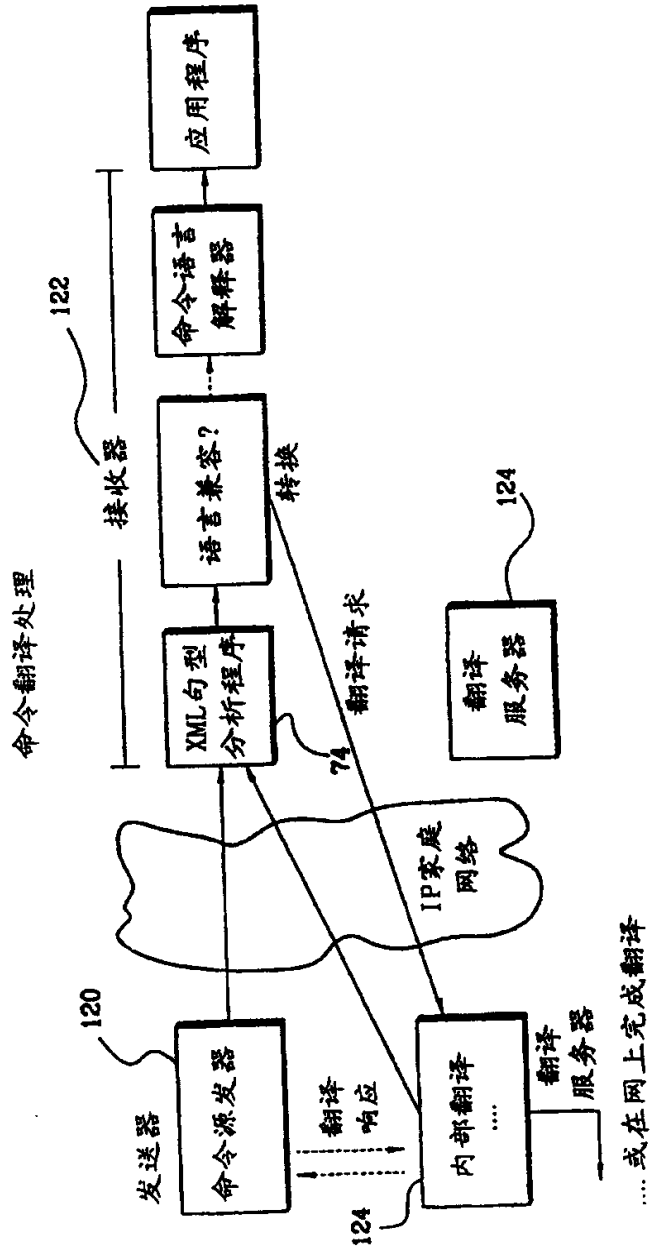 命令翻译处理
122
接收器
发送器
120
命令源发器
XML句型
分析程序
74
语言兼容?
命令语言
解释器
应用程序
转换
翻译请求
翻译
响应
IP家庭
网络
124
内部翻译
....
翻译
服务器
124
翻译
服务器
.....或在网上完成翻译